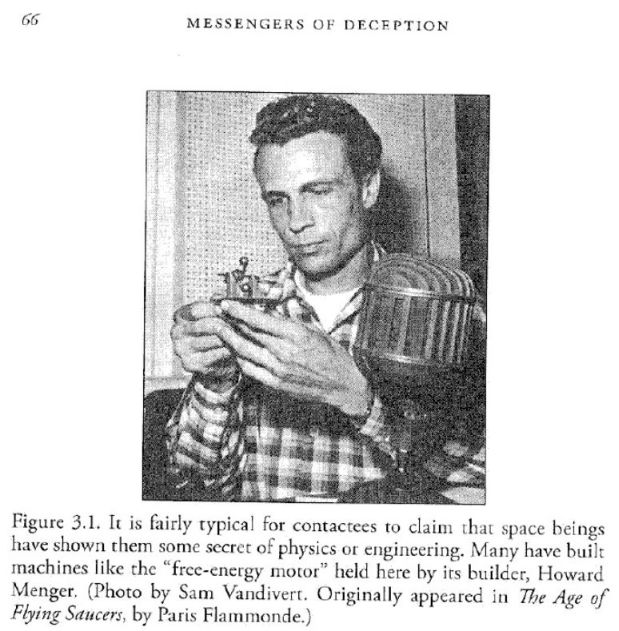 66
MESSENGERS OF DECEPTION
Figure 3.1. It is fairly typical for contactees to claim that space beings
have shown them some secret of physics or engineering. Many have built
machines like the “free-energy motor” held here by its builder, Howard
Menger. (Photo by Sam Vandivert. Originally appeared in The Age of
Flying Saucers, by Paris Flammonde.)